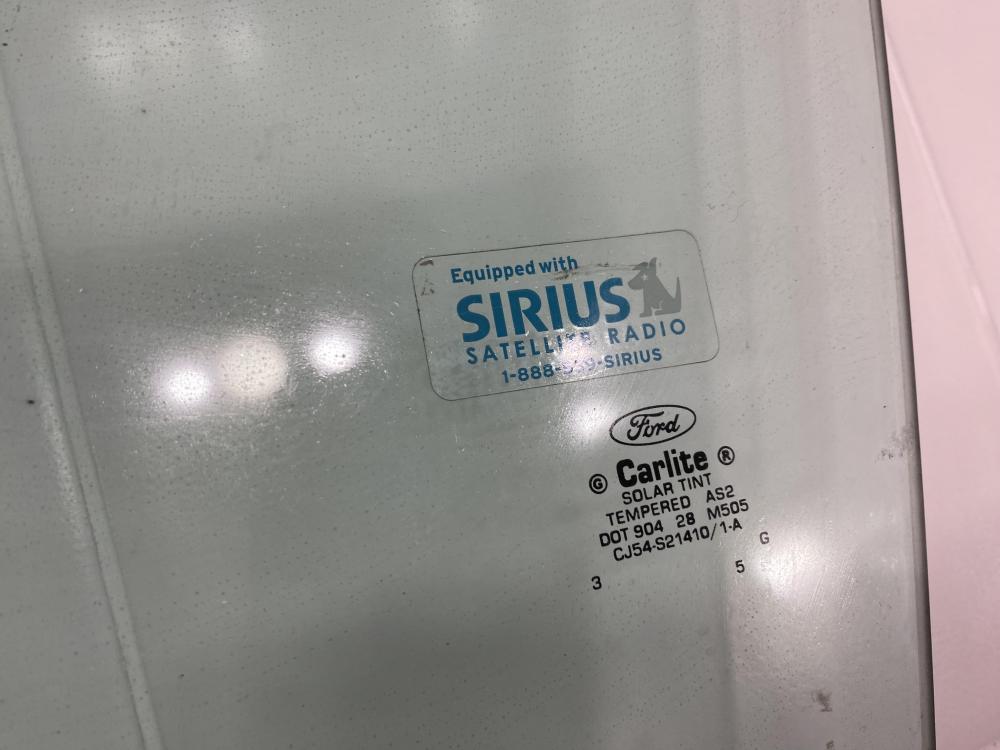 Equipped with
SIRIUS
SATELLITE RADIO
1-888- -SIRIUS
Ford
G Carlite ®
SOLAR TINT
TEMPERED AS2
DOT 904 28 M505
CJ54-S21410/1-A
G
3 5